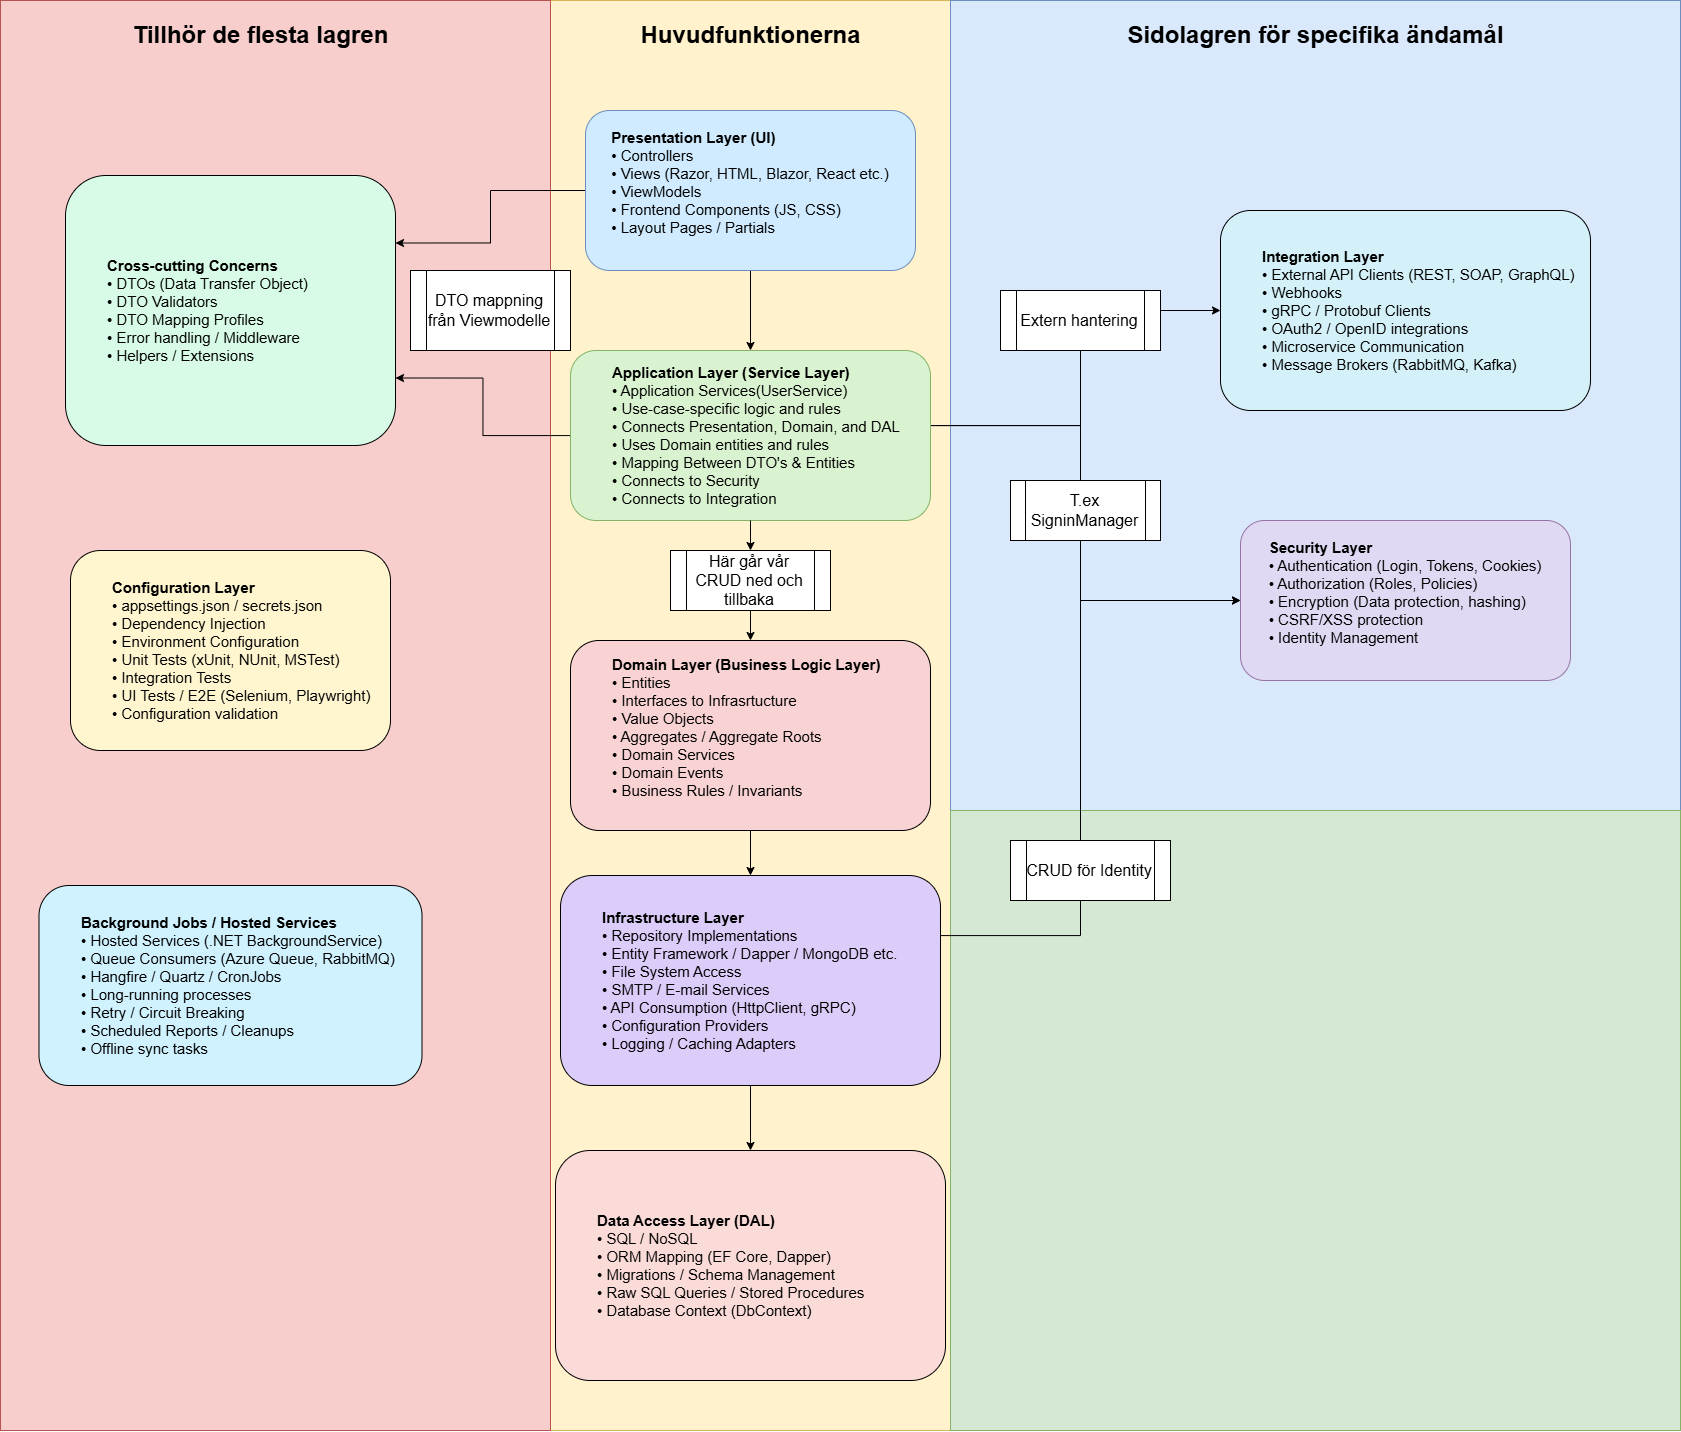 Tillhör de flesta lagren
Huvudfunktionerna
Sidolagren för specifika ändamål
Cross-cutting Concerns
• DTOs (Data Transfer Object)
• DTO Validators
• DTO Mapping Profiles
• Error handling / Middleware
• Helpers / Extensions
DTO mappning
från Viewmodelle
Configuration Layer
• appsettings.json / secrets.json
• Dependency Injection
• Environment Configuration
• Unit Tests (xUnit, NUnit, MSTest)
• Integration Tests
• UI Tests / E2E (Selenium, Playwright)
• Configuration validation
Background Jobs / Hosted Services
• Hosted Services (.NET BackgroundService)
• Queue Consumers (Azure Queue, RabbitMQ)
• Hangfire / Quartz / CronJobs
• Long-running processes
• Retry / Circuit Breaking
• Scheduled Reports / Cleanups
• Offline sync tasks
Presentation Layer (UI)
• Controllers
• Views (Razor, HTML, Blazor, React etc.)
• ViewModels
• Frontend Components (JS, CSS)
• Layout Pages / Partials
Application Layer (Service Layer)
• Application Services(UserService)
• Use-case-specific logic and rules
• Connects Presentation, Domain, and DAL
• Uses Domain entities and rules
• Mapping Between DTO's & Entities
• Connects to Security
• Connects to Integration
Här går vår
CRUD ned och
tillbaka
Domain Layer (Business Logic Layer)
• Entities
• Interfaces to Infrasrtucture
• Value Objects
• Aggregates / Aggregate Roots
• Domain Services
• Domain Events
• Business Rules / Invariants
Infrastructure Layer
• Repository Implementations
• Entity Framework / Dapper / MongoDB etc.
• File System Access
• SMTP / E-mail Services
• API Consumption (HttpClient, gRPC)
• Configuration Providers
• Logging / Caching Adapters
Data Access Layer (DAL)
• SQL / NoSQL
• ORM Mapping (EF Core, Dapper)
• Migrations / Schema Management
• Raw SQL Queries / Stored Procedures
• Database Context (DbContext)
Extern hantering
Integration Layer
• External API Clients (REST, SOAP, GraphQL)
• Webhooks
• gRPC / Protobuf Clients
• OAuth2 / OpenID integrations
• Microservice Communication
• Message Brokers (RabbitMQ, Kafka)
T.ex
SigninManager
Security Layer
• Authentication (Login, Tokens, Cookies)
• Authorization (Roles, Policies)
• Encryption (Data protection, hashing)
• CSRF/XSS protection
• Identity Management
CRUD för Identity